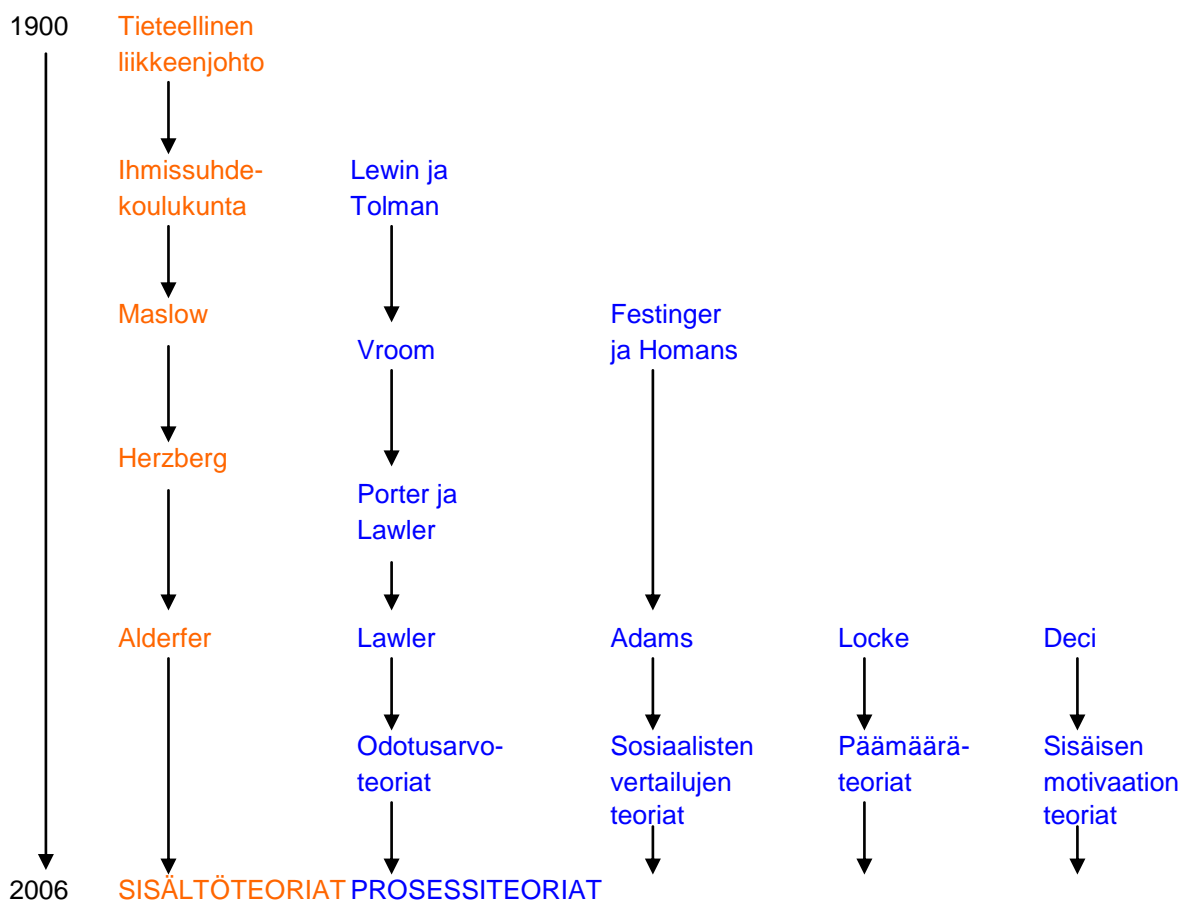 1900
Tieteellinen
liikkeenjohto
Ihmissuhde-
koulukunta
Lewin ja
Tolman
Maslow
Festinger
ja Homans
Vroom
Herzberg
Porter ja
Lawler
Alderfer
Lawler
Adams
Locke
Deci
Odotusarvo-
teoriat
Sosiaalisten
vertailujen
teoriat
Päämäärä-
teoriat
Sisäisen
motivaation
teoriat
2006
SISÄLTÖTEORIAT PROSESSITEORIAT